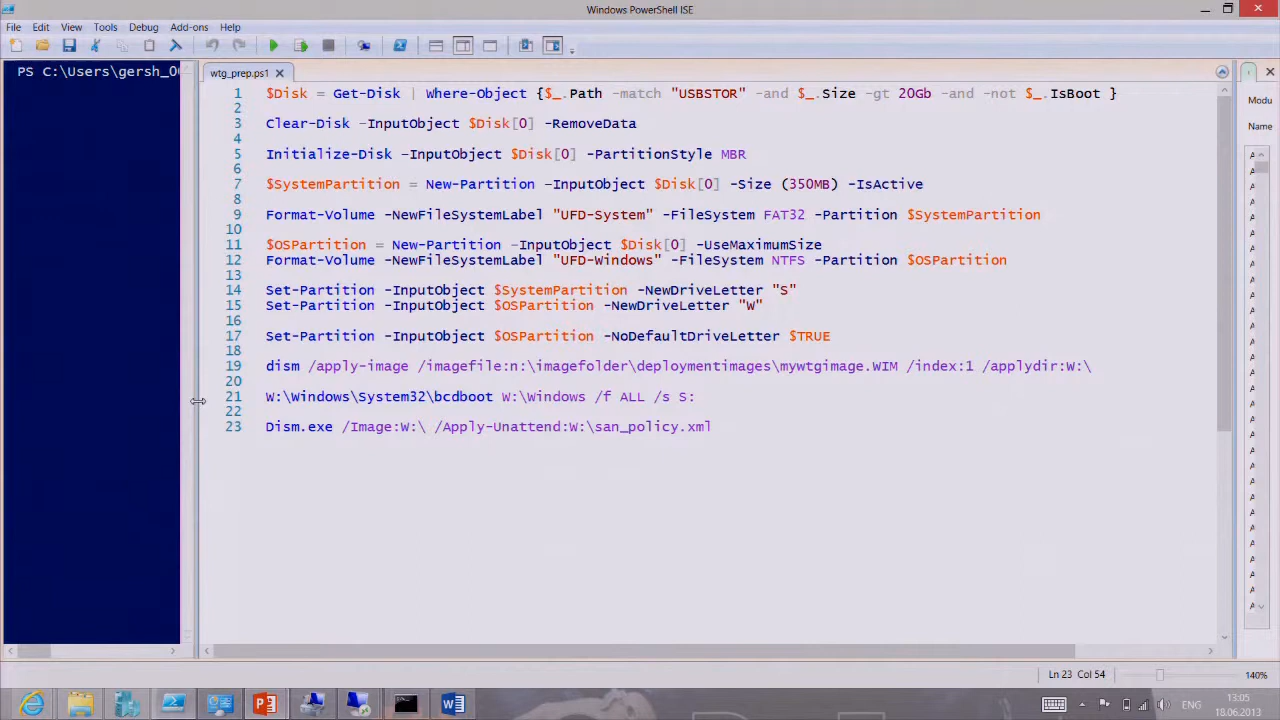 Windows PowerShell ISE
File Edit View Tools Debug Add-ons Help
PS C:\Users\gersh_0
wtg_prep.ps1
1 $Disk = Get-Disk | Where-Object {$_.Path -match "USBSTOR" -and $_.Size -gt 20Gb -and -not $_.IsBoot }
2
3 Clear-Disk -InputObject $Disk[0] -RemoveData
4
5 Initialize-Disk -InputObject $Disk[0] -PartitionStyle MBR
6
7 $SystemPartition = New-Partition -InputObject $Disk[0] -Size (350MB) -IsActive
8
9 Format-Volume -NewFileSystemLabel "UFD-System" -FileSystem FAT32 -Partition $SystemPartition
10
11 $OSPartition = New-Partition -InputObject $Disk[0] -UseMaximumSize
12 Format-Volume -NewFileSystemLabel "UFD-Windows" -FileSystem NTFS -Partition $OSPartition
13
14 Set-Partition -InputObject $SystemPartition -NewDriveLetter "S"
15 Set-Partition -InputObject $OSPartition -NewDriveLetter "W"
16
17 Set-Partition -InputObject $OSPartition -NoDefaultDriveLetter $TRUE
18
19 dism /apply-image /imagefile:n:\imagefolder\deploymentimages\mywtgimage.WIM /index:1 /applydir:W:\
20
21 W:\Windows\System32\bcdboot W:\Windows /f ALL /s S:
22
23 Dism.exe /Image:W:\ /Apply-Unattend:W:\san_policy.xml
Modu
Name
Ln 23 Col 54
140%
ENG
13:05
18.06.2013